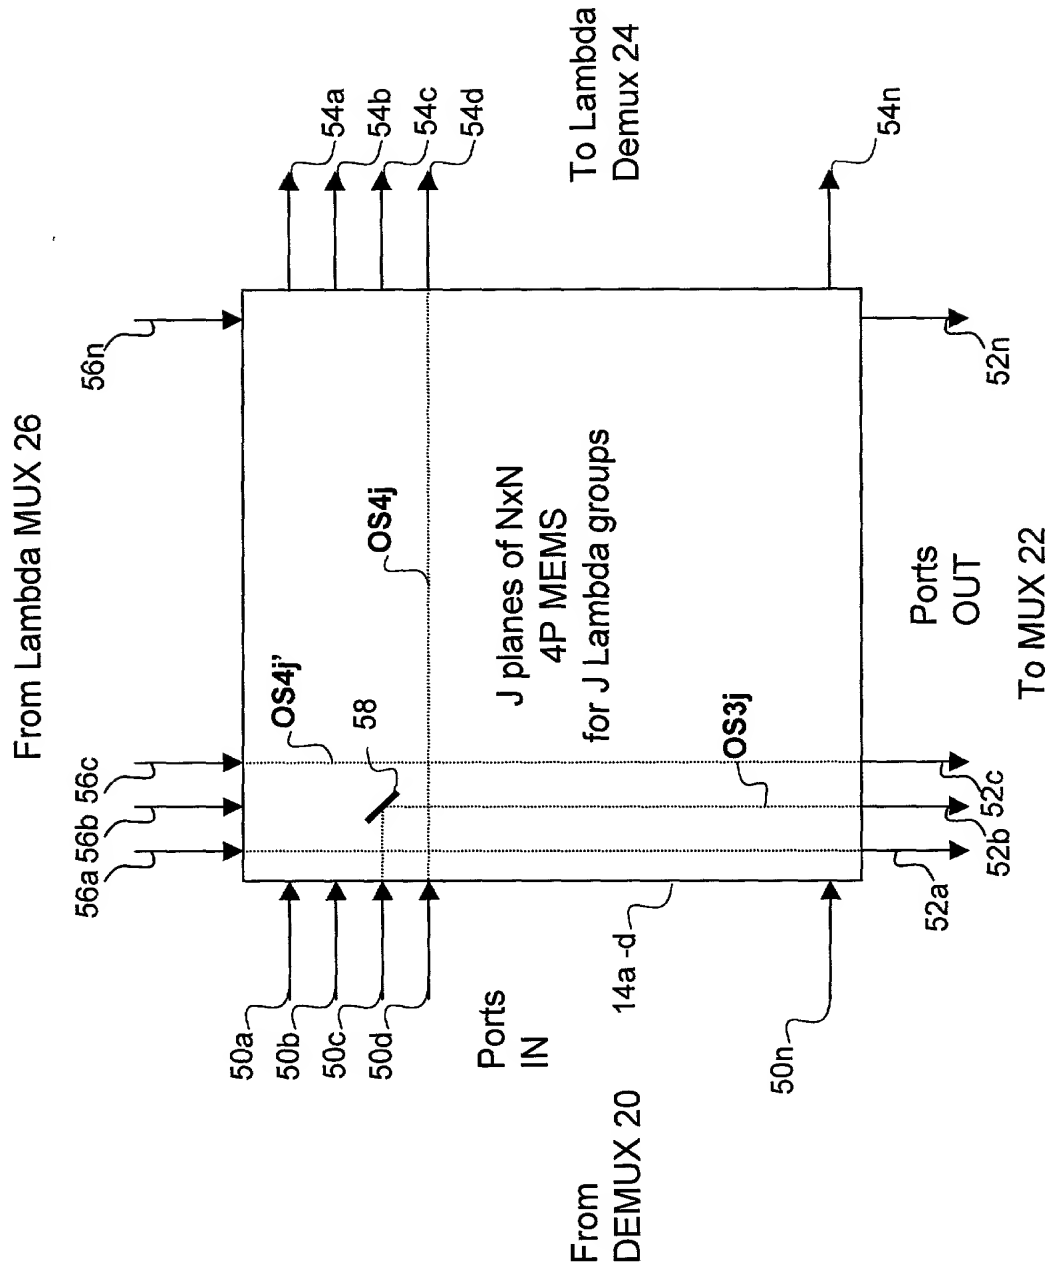 From Lambda MUX 26
56a
56b
56c
56n
50a
50b
50c
50d
50n
Ports
IN
From
DEMUX 20
14a -d
OS4j'
58
OS4j
OS3j
J planes of NxN
4P MEMS
for J Lambda groups
54a
54b
54c
54d
54n
To Lambda
Demux 24
52a
52b
52c
52n
Ports
OUT
To MUX 22